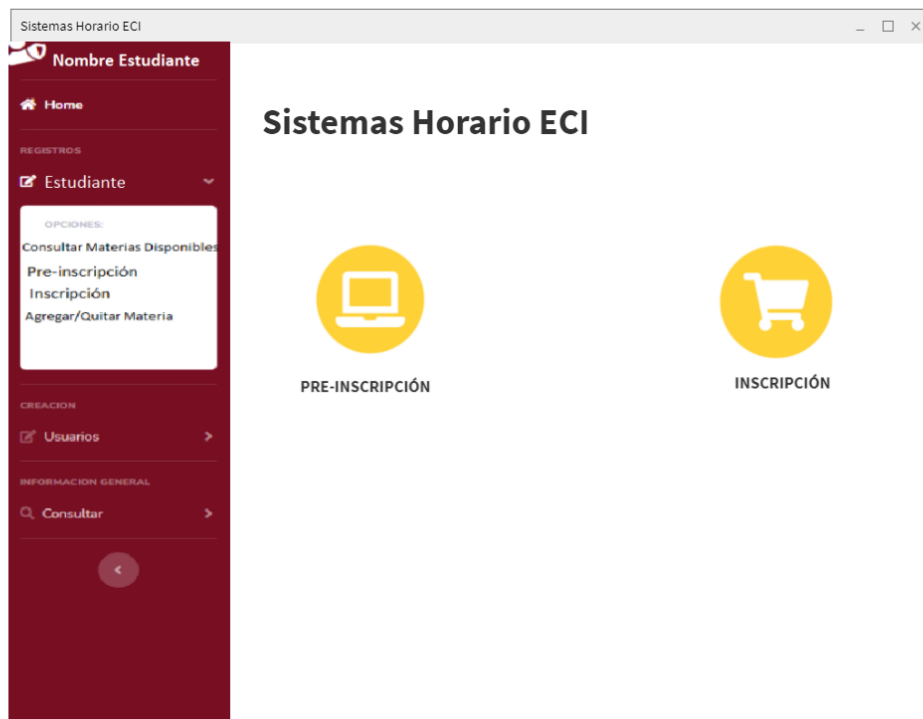 Sistemas Horario ECI
Nombre Estudiante
Home
REGISTROS
Estudiante
OPCIONES:
Consultar Materias Disponibles
Pre-inscripción
Inscripción
Agregar/Quitar Materia
CREACION
Usuarios
INFORMACION GENERAL
Consultar
Sistemas Horario ECI
PRE-INSCRIPCIÓN
INSCRIPCIÓN